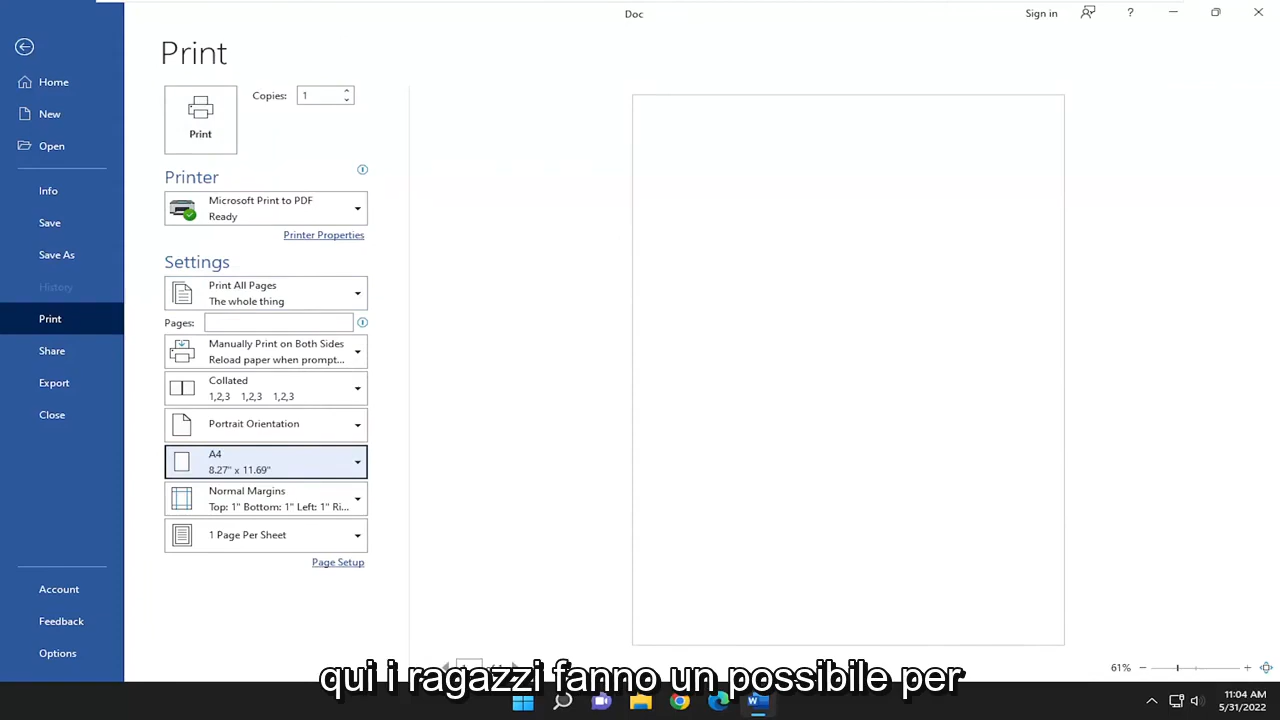 Doc
Sign in
?
Home
New
Open
Info
Save
Save As
History
Print
Share
Export
Close
Account
Feedback
Options
Print
Print
Copies: 1
Printer
Microsoft Print to PDF
Ready
Printer Properties
Settings
Print All Pages
The whole thing
Pages:
Manually Print on Both Sides
Reload paper when prompt...
Collated
1,2,3 1,2,3 1,2,3
Portrait Orientation
A4
8.27" x 11.69"
Normal Margins
Top: 1" Bottom: 1" Left: 1" Ri...
1 Page Per Sheet
Page Setup
61%
qui i ragazzi fanno un possibile per
11:04 AM
5/31/2022